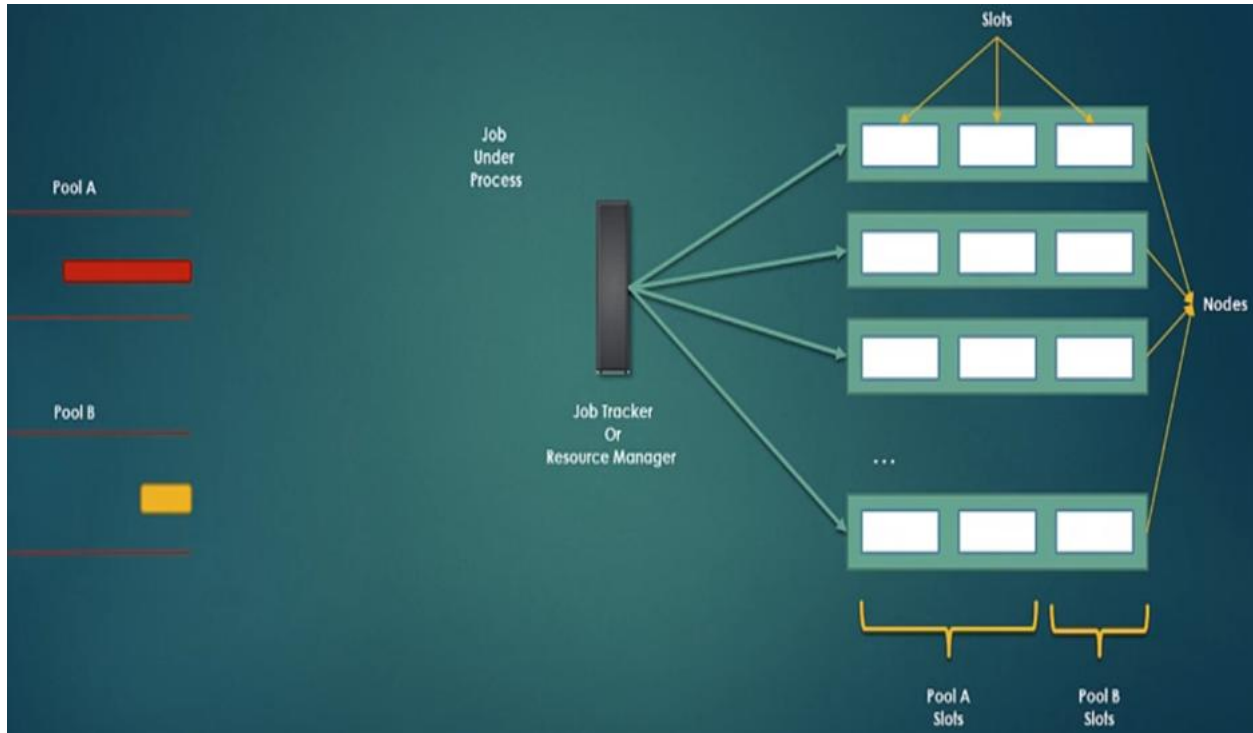 Slots
Job
Under
Process
Pool A
Nodes
Pool B
Job Tracker
Or
Resource Manager
...
Pool A
Slots
Pool B
Slots